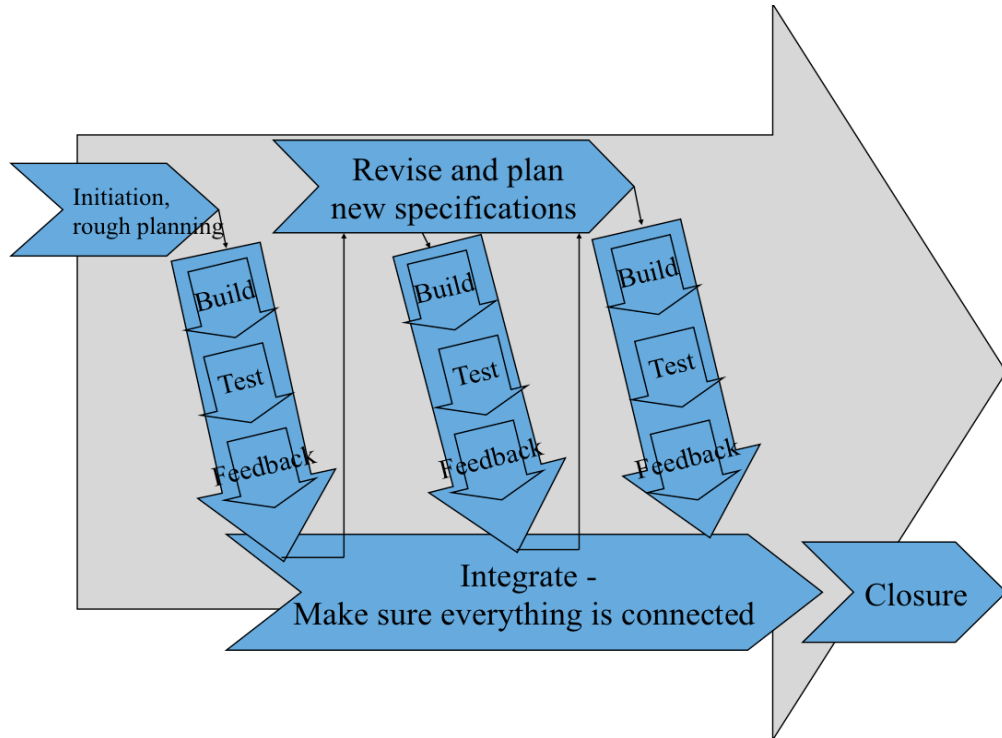 Initiation,
rough planning
Revise and plan
new specifications
Build
Test
Feedback
Build
Test
Feedback
Build
Test
Feedback
Integrate -
Make sure everything is connected
Closure